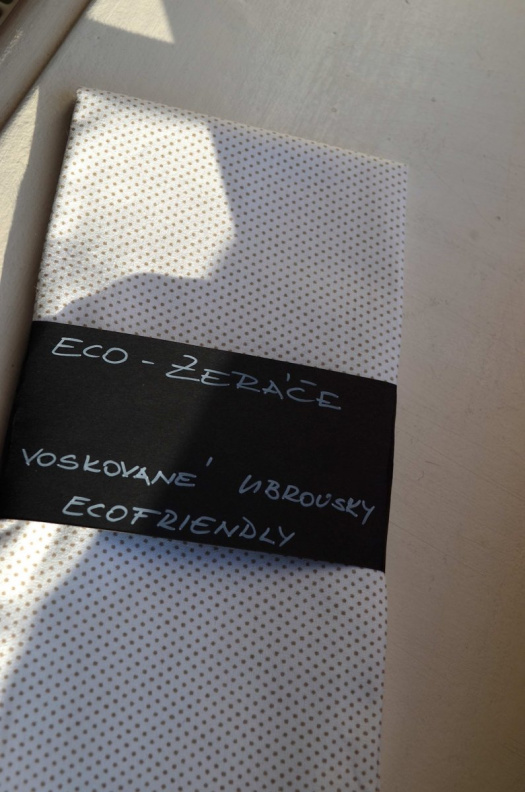 ECO - ŽERÁČE
VOSKOVANÉ UBROUSKY
ECOFRIENDLY